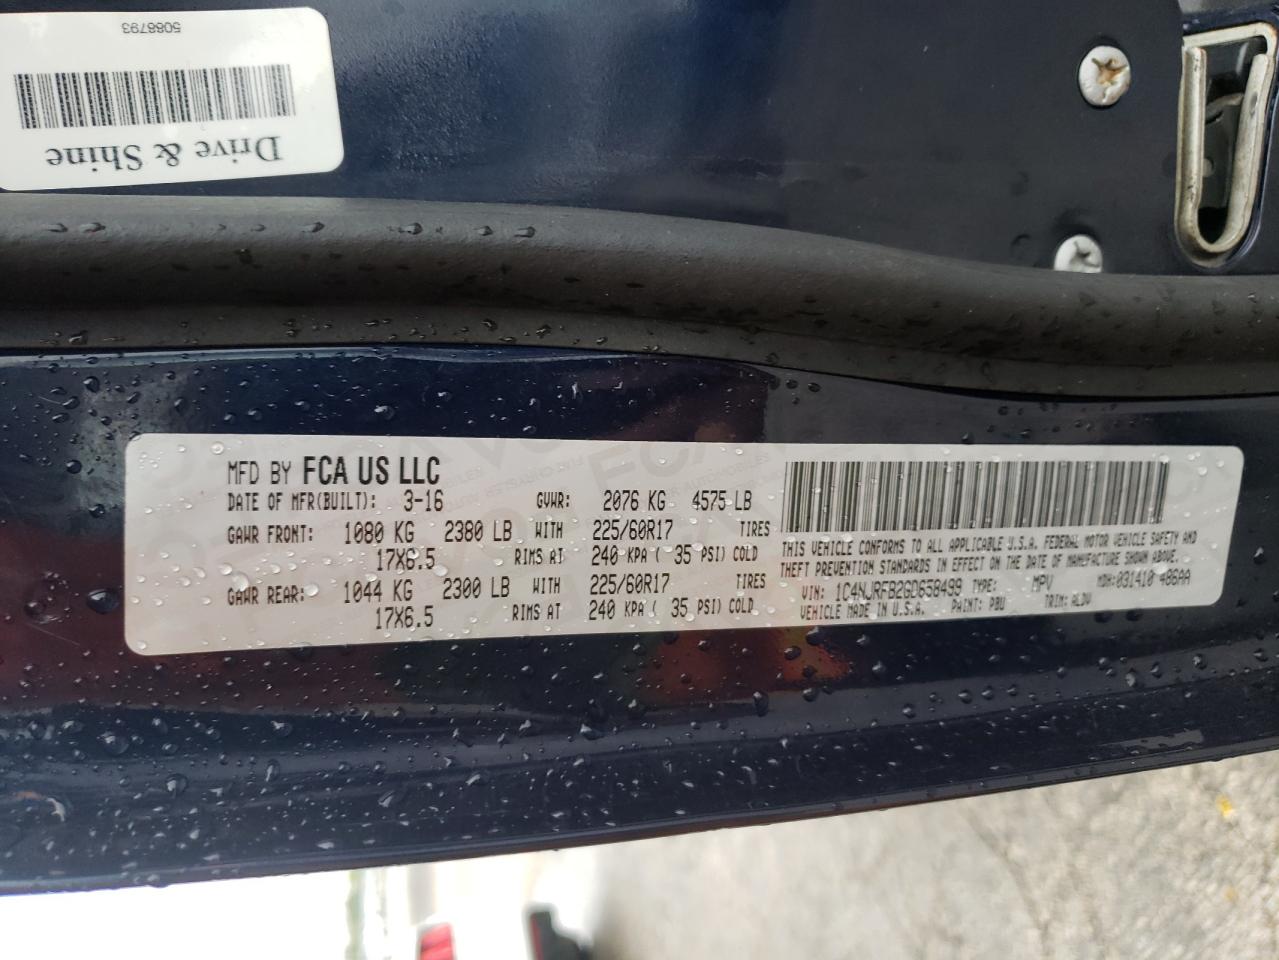 5088793
Drive & Shine
MFD BY FCA US LLC
DATE OF MFR(BUILT): 3-16 GVWR: 2076 KG 4575 LB
GAWR FRONT: 1080 KG 2380 LB WITH 225/60R17 TIRES
17X6.5 RIMS AT 240 KPA ( 35 PSI) COLD
GAWR REAR: 1044 KG 2300 LB WITH 225/60R17 TIRES
17X6.5 RIMS AT 240 KPA ( 35 PSI) COLD
THIS VEHICLE CONFORMS TO ALL APPLICABLE U.S.A. FEDERAL MOTOR VEHICLE SAFETY AND
THEFT PREVENTION STANDARDS IN EFFECT ON THE DATE OF MANUFACTURE SHOWN ABOVE.
VIN: 1C4NJRFB2GD658499 TYPE: MPV MDH:031410 406AA
VEHICLE MADE IN U.S.A. PAINT: PBU TRIM: ALDV